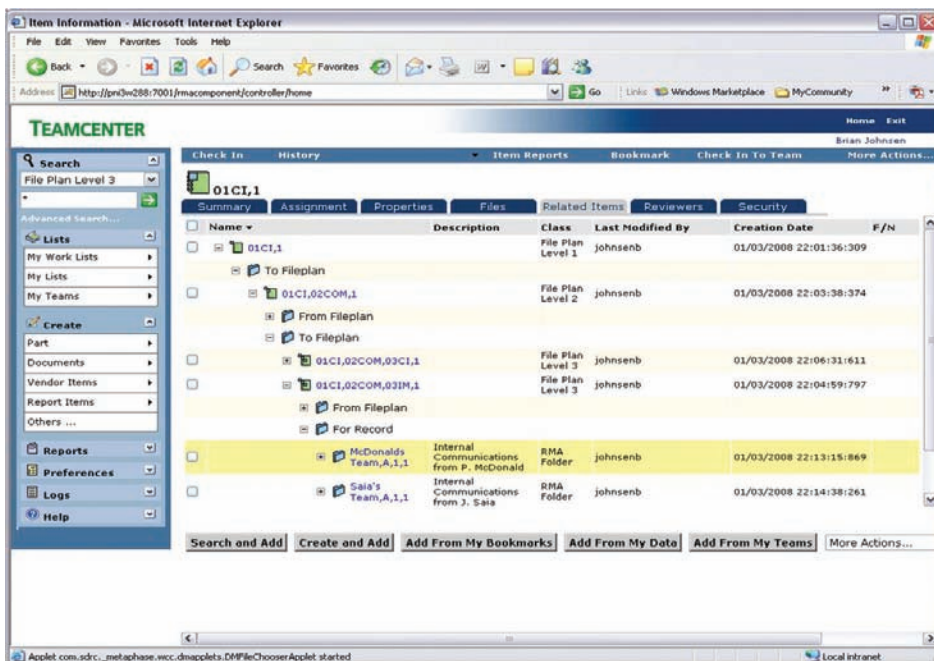 Item Information - Microsoft Internet Explorer
File Edit View Favorites Tools Help
Back Search Favorites
Address http://pni3w288:7001/rmacomponent/controller/home Go Links Windows Marketplace MyCommunity
TEAMCENTER
Home Exit
Brian Johnsen
Search
File Plan Level 3
*
Advanced Search...
Lists
My Work Lists
My Lists
My Teams
Create
Part
Documents
Vendor Items
Report Items
Others ...
Reports
Preferences
Logs
Help
Check In History Item Reports Bookmark Check In To Team More Actions...
01CI,1
Summary Assignment Properties Files Related Items Reviewers Security
Name Description Class Last Modified By Creation Date F/N
01CI,1 File Plan Level 1 johnsenb 01/03/2008 22:01:36:309
To Fileplan
01CI,02COM,1 File Plan Level 2 johnsenb 01/03/2008 22:03:38:374
From Fileplan
To Fileplan
01CI,02COM,03CI,1 File Plan Level 3 johnsenb 01/03/2008 22:06:31:611
01CI,02COM,03IM,1 File Plan Level 3 johnsenb 01/03/2008 22:04:59:797
From Fileplan
For Record
McDonalds Team,A,1,1 Internal Communications from P. McDonald RMA Folder johnsenb 01/03/2008 22:13:15:869
Saia's Team,A,1,1 Internal Communications from J. Saia RMA Folder johnsenb 01/03/2008 22:14:38:261
Search and Add Create and Add Add From My Bookmarks Add From My Data Add From My Teams More Actions...
Applet com.sdrc._metaphase.wcc.dmapplets.DMFileChooserApplet started Local intranet